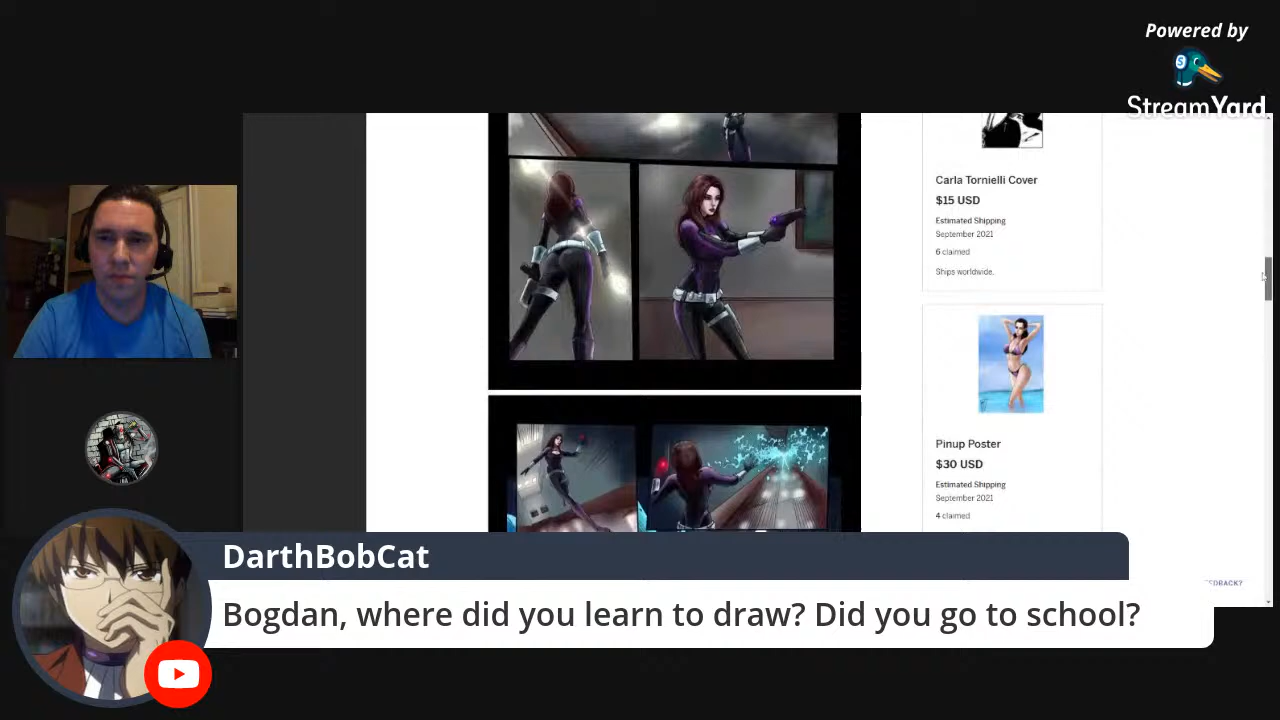 Powered by
StreamYard
Carla Tornielli Cover
$15 USD
Estimated Shipping
September 2021
6 claimed
Ships worldwide.
Pinup Poster
$30 USD
Estimated Shipping
September 2021
4 claimed
EDBACK?
DarthBobCat
Bogdan, where did you learn to draw? Did you go to school?